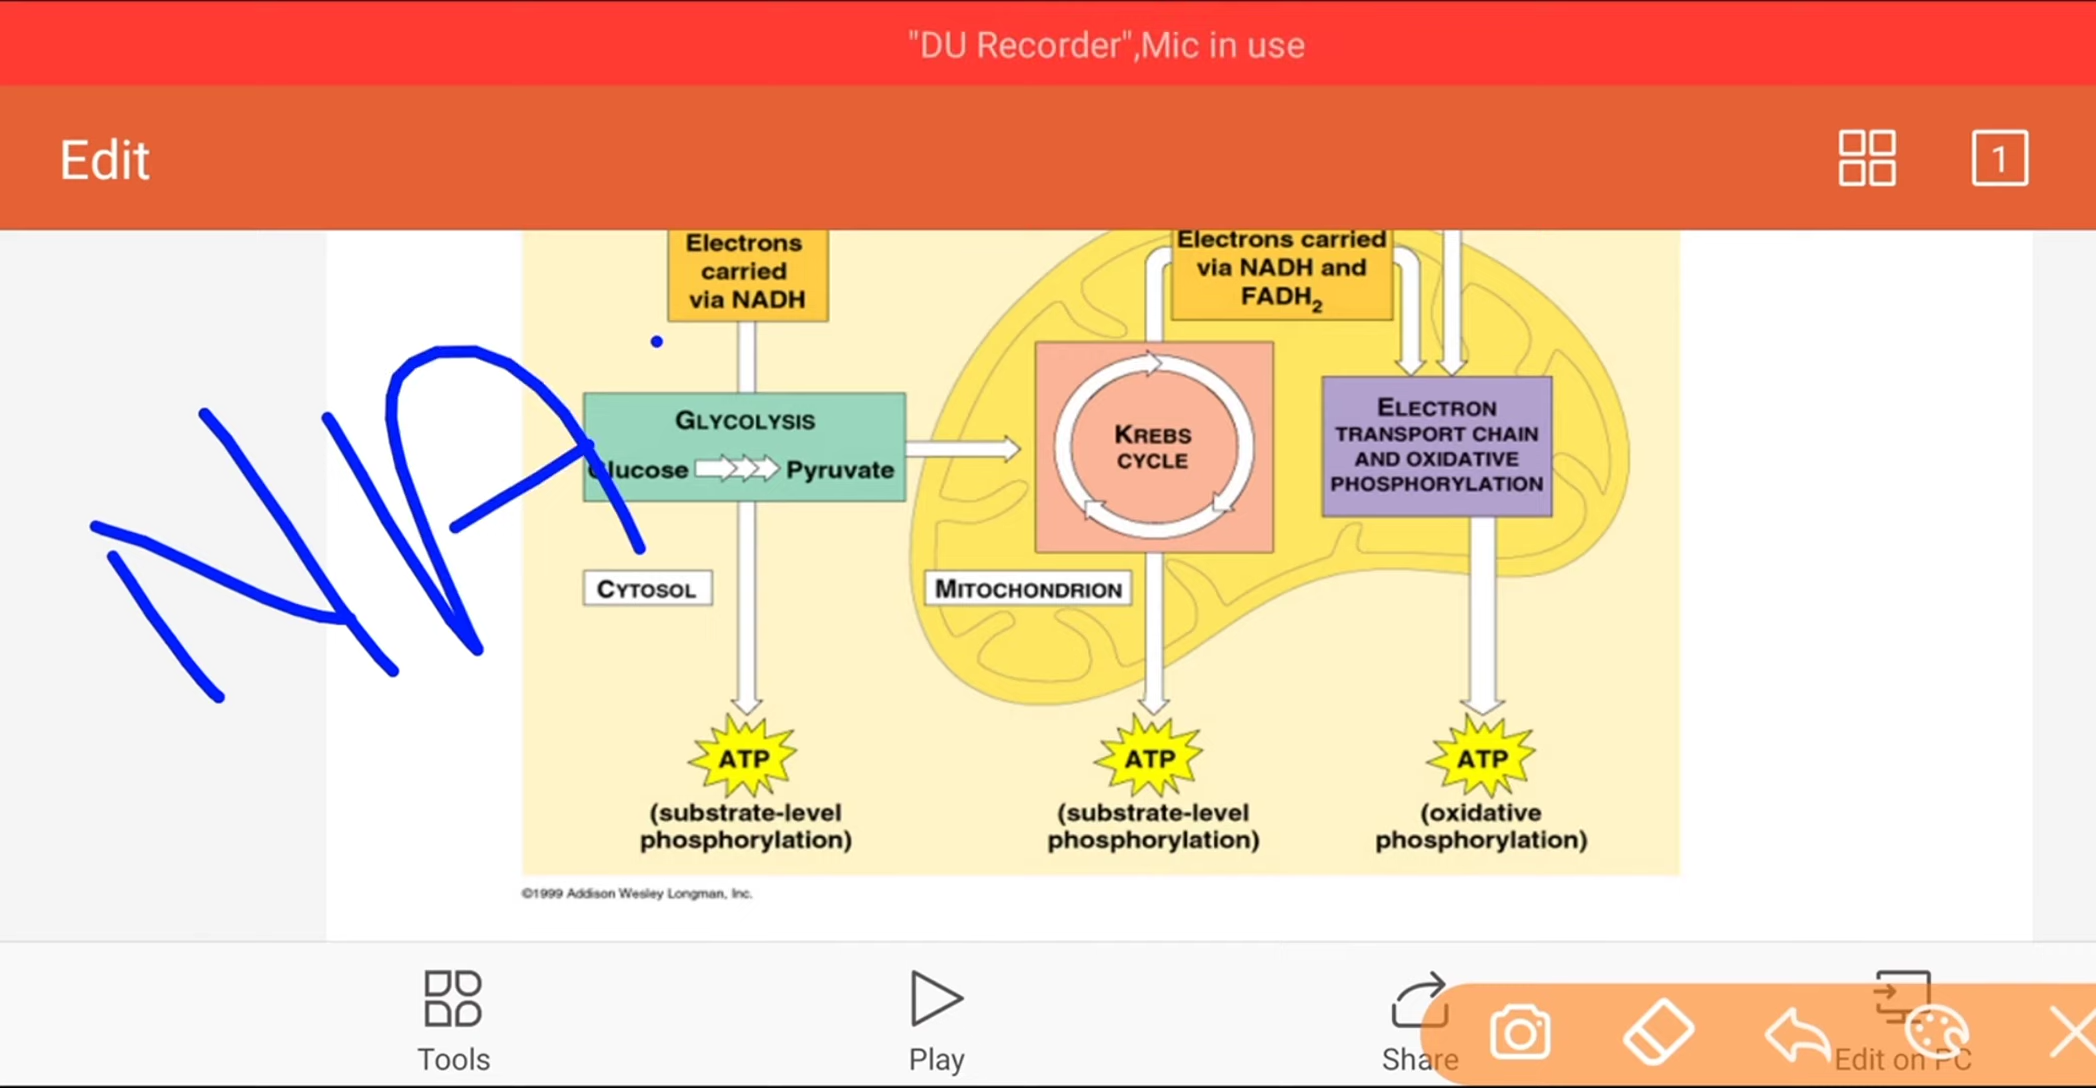 "DU Recorder",Mic in use
Edit
1
Electrons
carried
via NADH
Electrons carried
via NADH and
FADH2
NA
GLYCOLYSIS
Glucose Pyruvate
KREBS
CYCLE
ELECTRON
TRANSPORT CHAIN
AND OXIDATIVE
PHOSPHORYLATION
CYTOSOL
MITOCHONDRION
ATP
ATP
ATP
(substrate-level
phosphorylation)
(substrate-level
phosphorylation)
(oxidative
phosphorylation)
©1999 Addison Wesley Longman, Inc.
Tools
Play
Share
Edit on PC